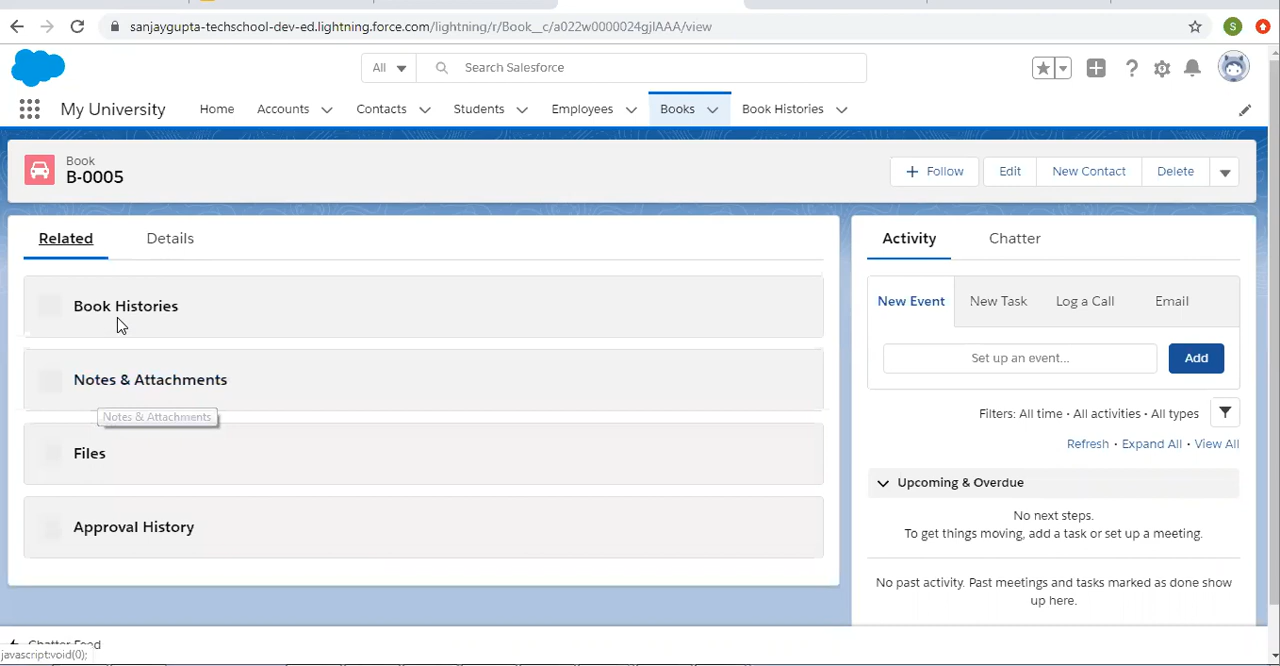 sanjaygupta-techschool-dev-ed.lightning.force.com/lightning/r/Book__c/a022w0000024gjlAAA/view
S
All
Search Salesforce
My University
Home
Accounts
Contacts
Students
Employees
Books
Book Histories
Book
B-0005
Follow
Edit
New Contact
Delete
Related
Details
Book Histories
Notes & Attachments
Notes & Attachments
Files
Approval History
Activity
Chatter
New Event
New Task
Log a Call
Email
Set up an event...
Add
Filters: All time • All activities • All types
Refresh • Expand All • View All
Upcoming & Overdue
No next steps.
To get things moving, add a task or set up a meeting.
No past activity. Past meetings and tasks marked as done show
up here.
Chatter Feed
javascript:void(0);